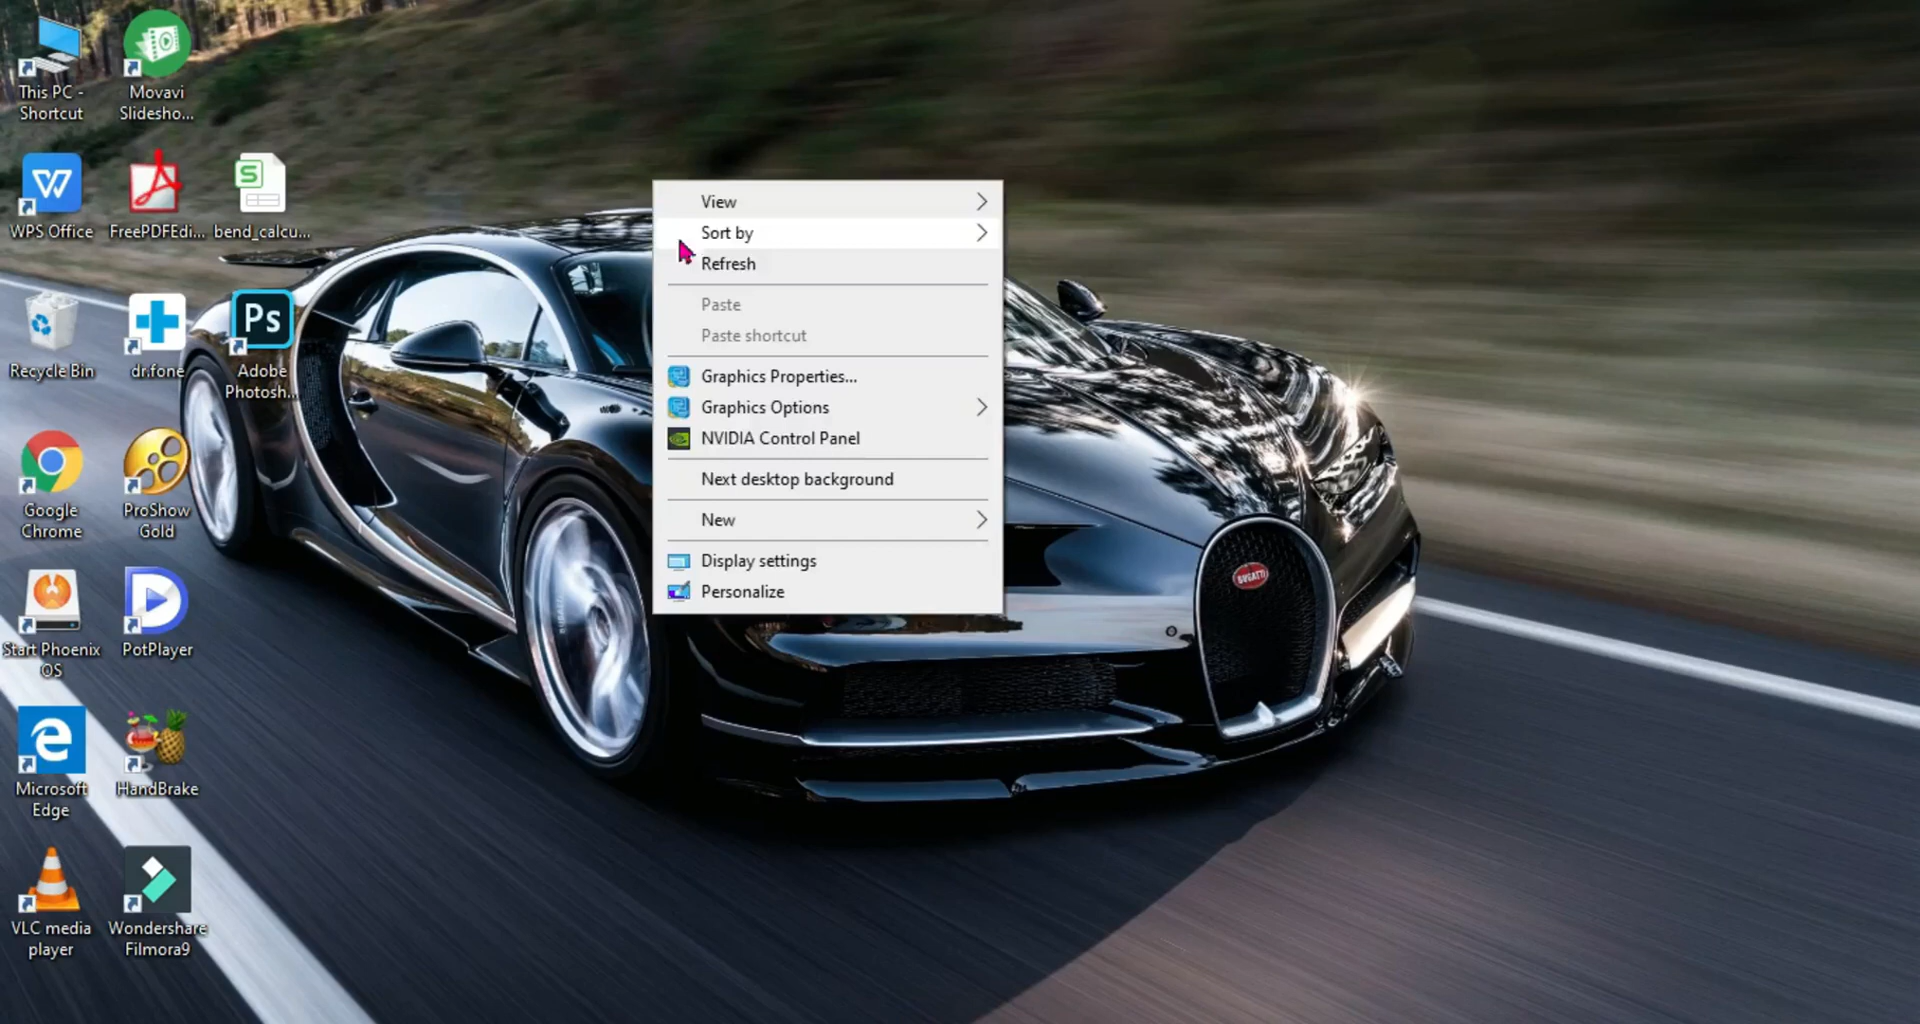 This PC -
Shortcut
Movavi
Slidesho...
WPS Office
FreePDFEdi...
S
bend_calcu...
Recycle Bin
dr.fone
Ps
Adobe
Photosh...
Google
Chrome
ProShow
Gold
Start Phoenix
OS
PotPlayer
Microsoft
Edge
HandBrake
VLC media
player
Wondershare
Filmora9
View
Sort by
Refresh
Paste
Paste shortcut
Graphics Properties...
Graphics Options
NVIDIA Control Panel
Next desktop background
New
Display settings
Personalize
BUGATTI